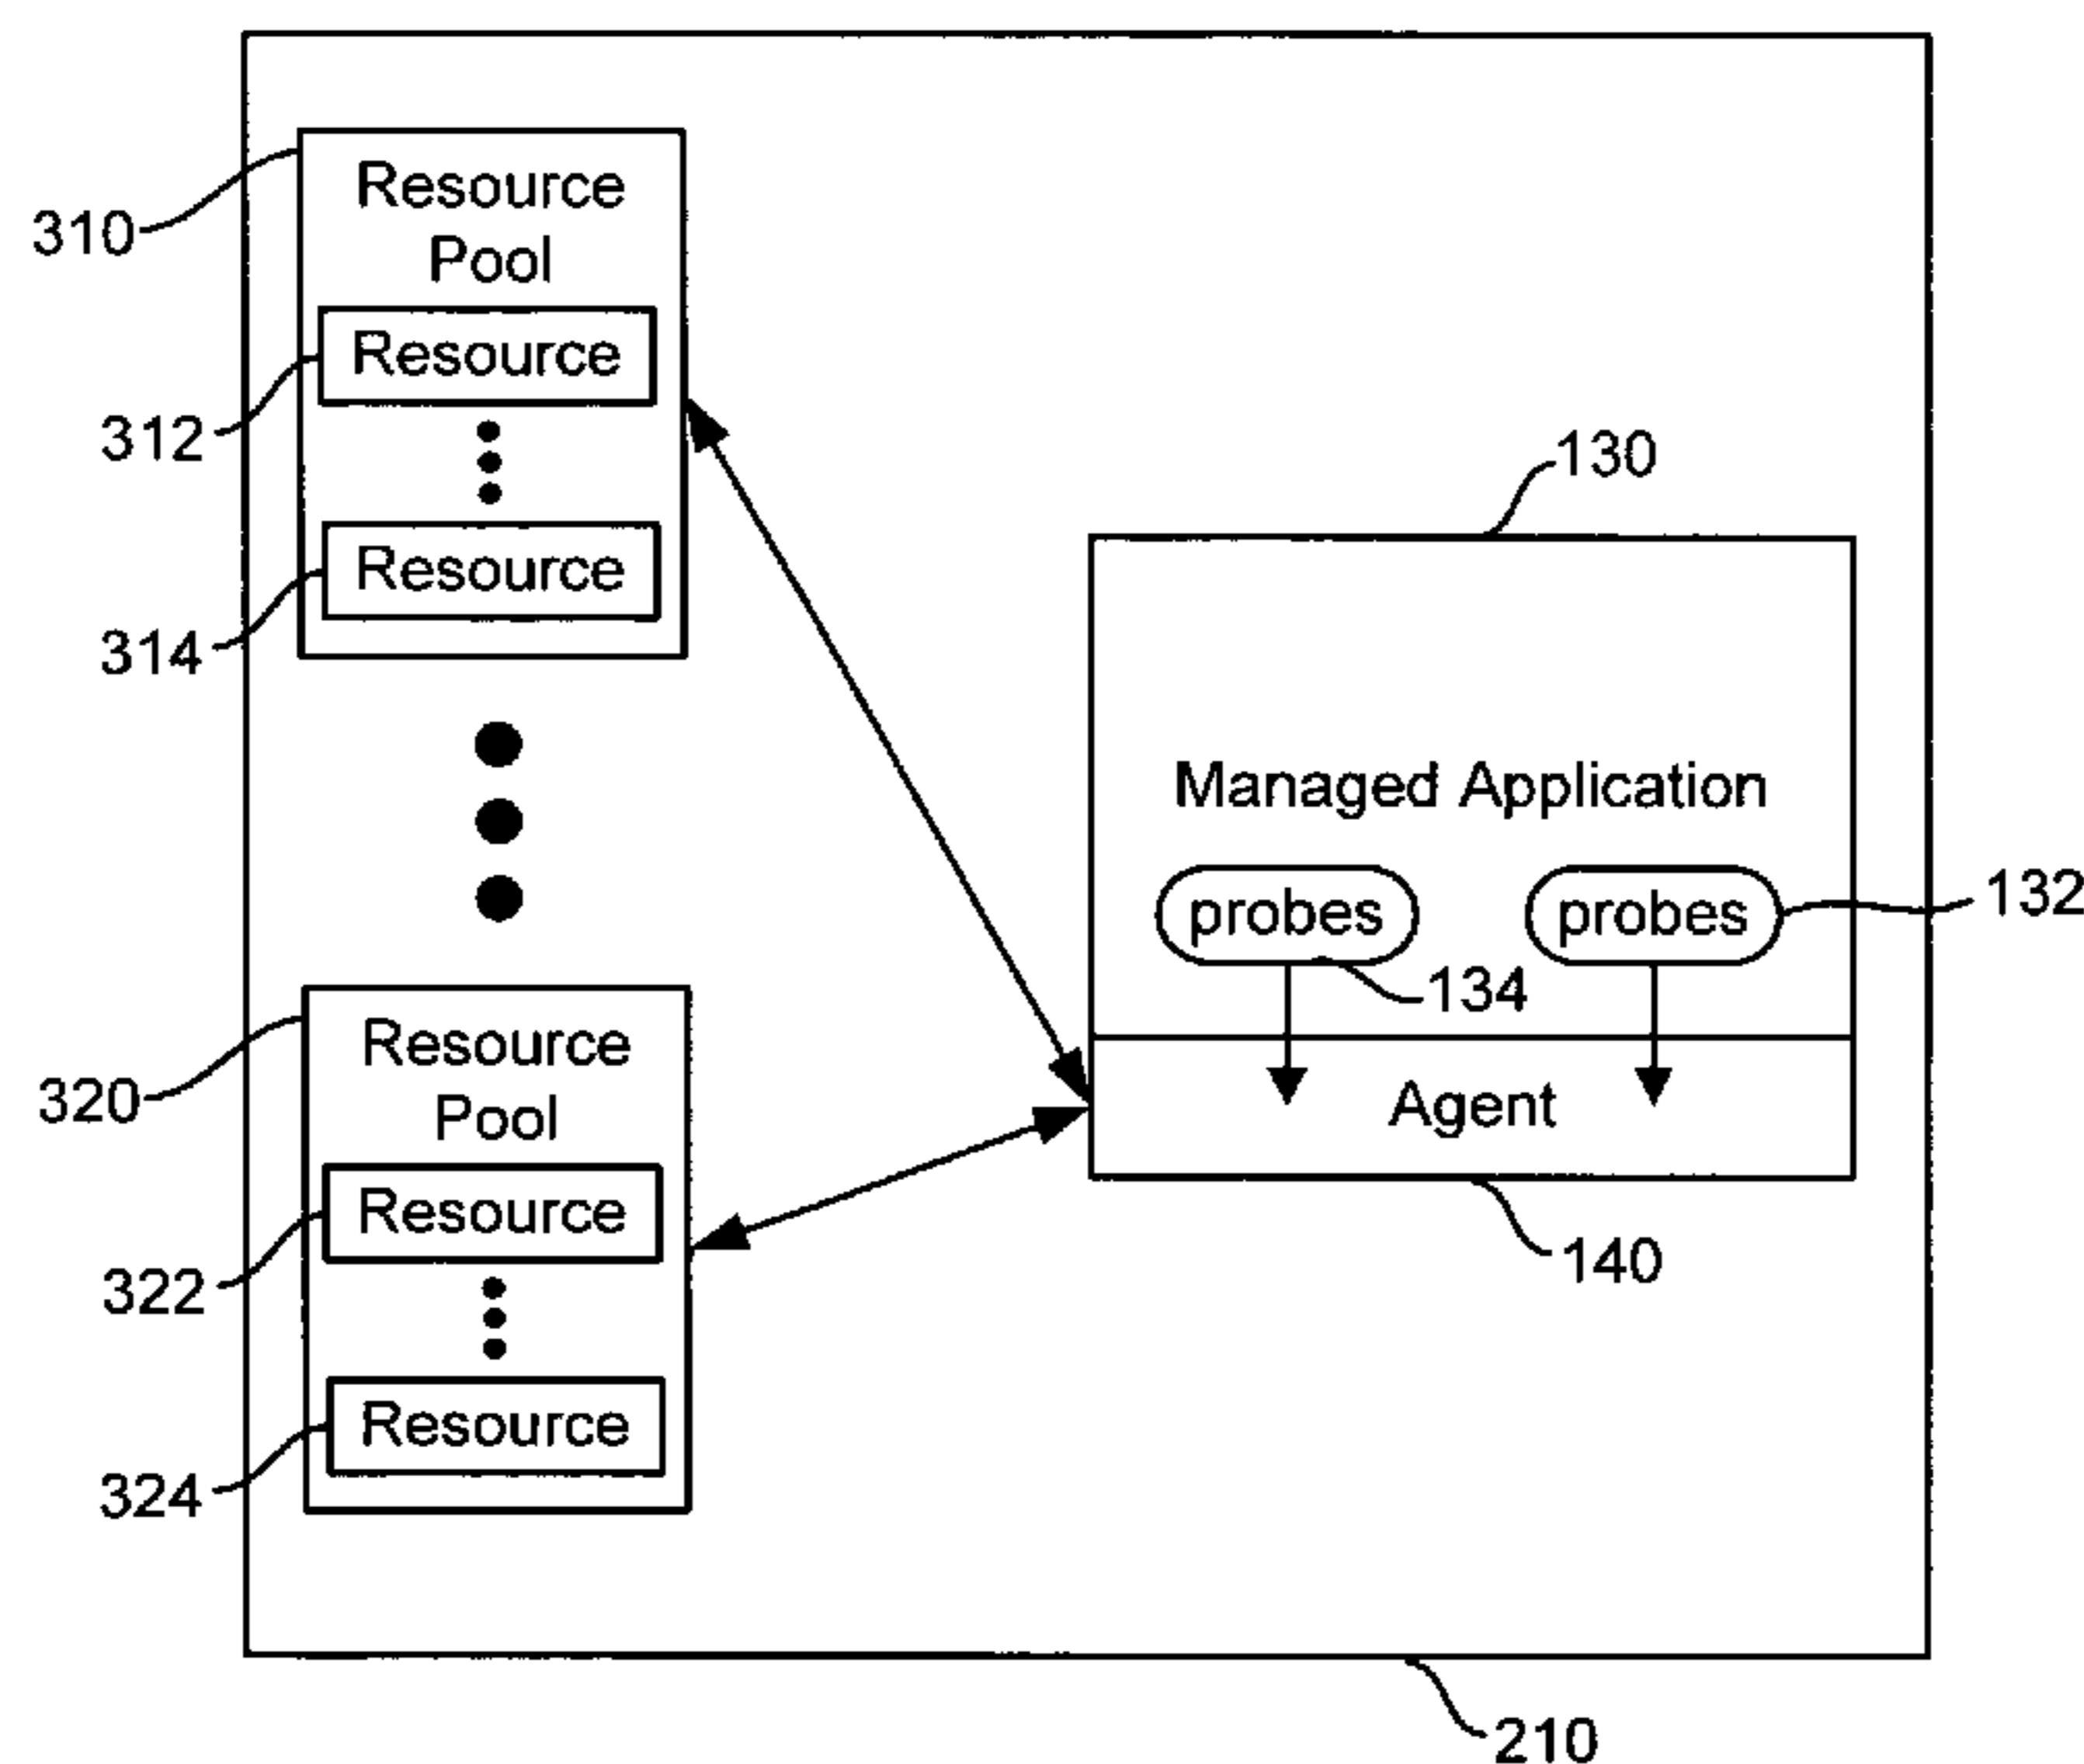 Resource
Pool
310
Resource
312
Resource
314
130
Managed Application
probes
probes
132
134
Resource
Pool
320
Agent
Resource
322
140
Resource
324
210